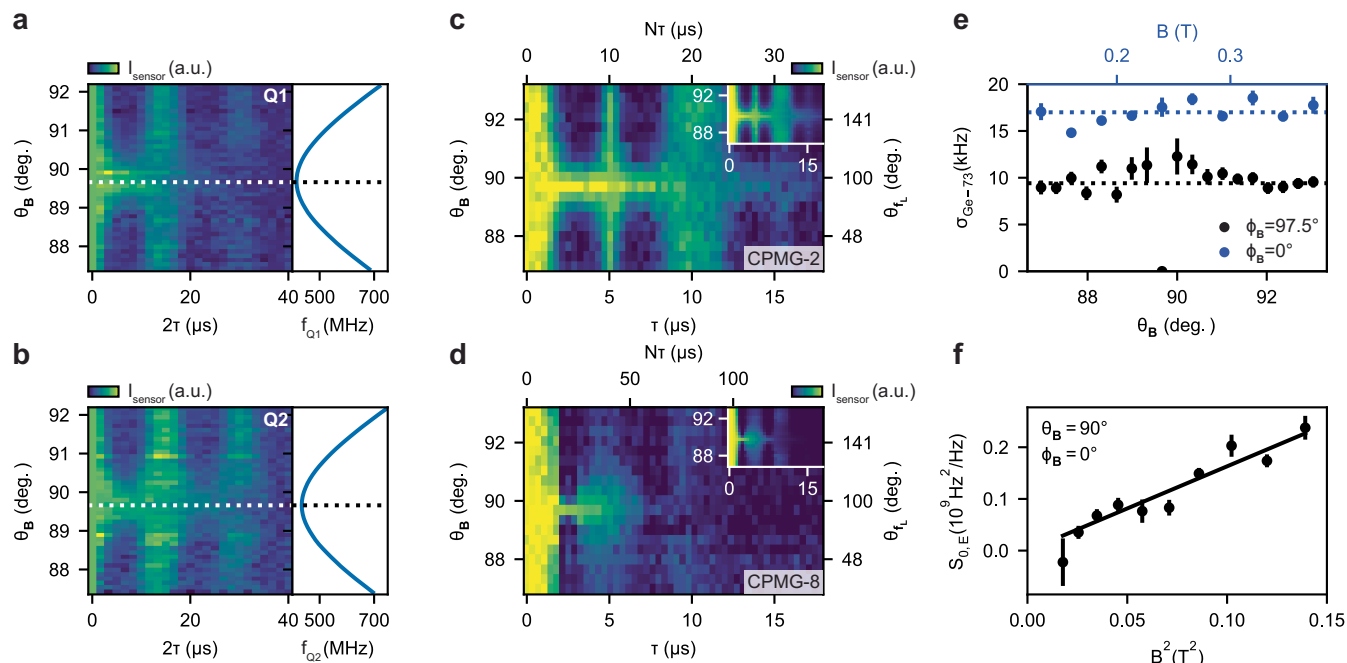 a
I_sensor (a.u.)
Q1
92
91
90
89
88
θ_B (deg.)
0
20
40
2τ (µs)
500
700
f_Q1 (MHz)
b
I_sensor (a.u.)
Q2
92
91
90
89
88
θ_B (deg.)
0
20
40
2τ (µs)
500
700
f_Q2 (MHz)
c
Nτ (µs)
0
10
20
30
I_sensor (a.u.)
92
90
88
θ_B (deg.)
92
88
0
15
141
100
48
θ_fL (deg.)
CPMG-2
0
5
10
15
τ (µs)
d
Nτ (µs)
0
50
100
I_sensor (a.u.)
92
90
88
θ_B (deg.)
92
88
0
15
141
100
48
θ_fL (deg.)
CPMG-8
0
5
10
15
τ (µs)
e
B (T)
0.2
0.3
20
15
10
5
0
σ_Ge−73 (kHz)
ϕ_B=97.5°
ϕ_B=0°
88
90
92
θ_B (deg.)
f
θ_B = 90°
ϕ_B = 0°
0.2
0.1
0.0
S_0, E (10⁹ Hz²/Hz)
0.00
0.05
0.10
0.15
B² (T²)